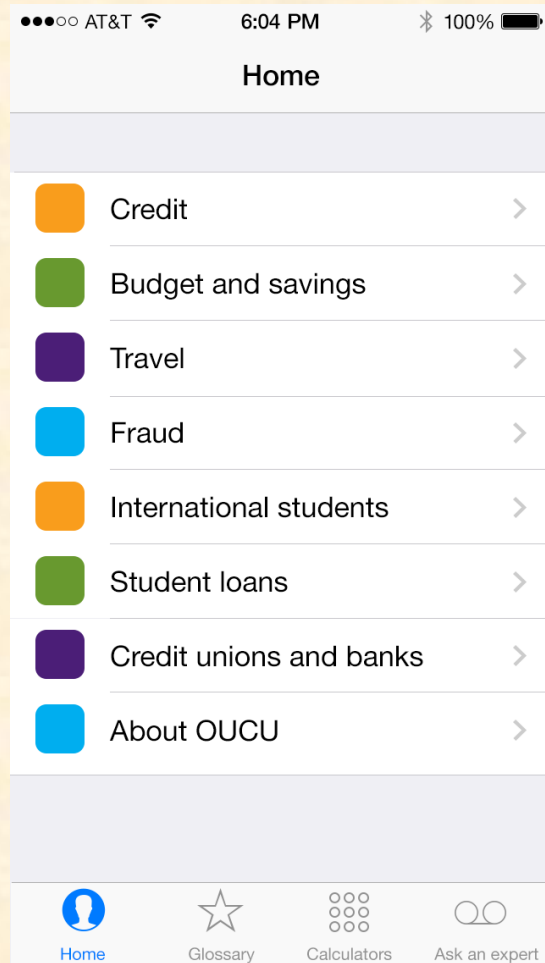 AT&T 6:04 PM 100%
Home
Credit
Budget and savings
Travel
Fraud
International students
Student loans
Credit unions and banks
About OUCU
Home Glossary Calculators Ask an expert